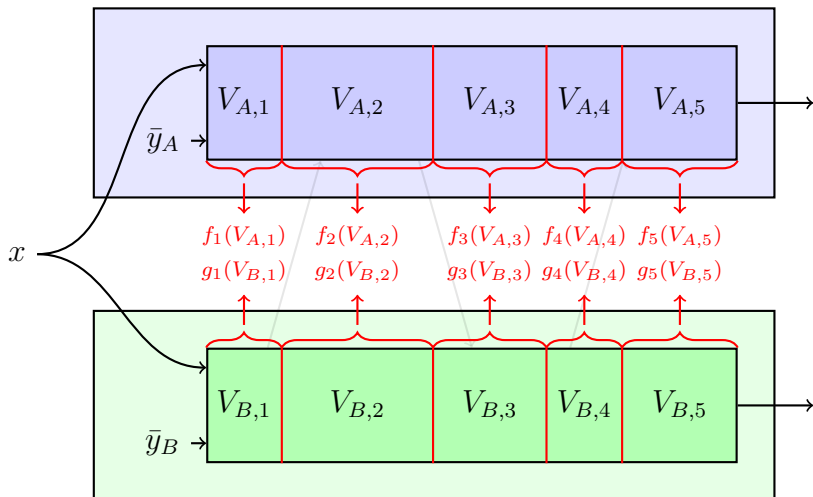 V_{A,1} V_{A,2} V_{A,3} V_{A,4} V_{A,5}
ȳ_A
f_1(V_{A,1}) f_2(V_{A,2}) f_3(V_{A,3}) f_4(V_{A,4}) f_5(V_{A,5})
x
g_1(V_{B,1}) g_2(V_{B,2}) g_3(V_{B,3}) g_4(V_{B,4}) g_5(V_{B,5})
V_{B,1} V_{B,2} V_{B,3} V_{B,4} V_{B,5}
ȳ_B